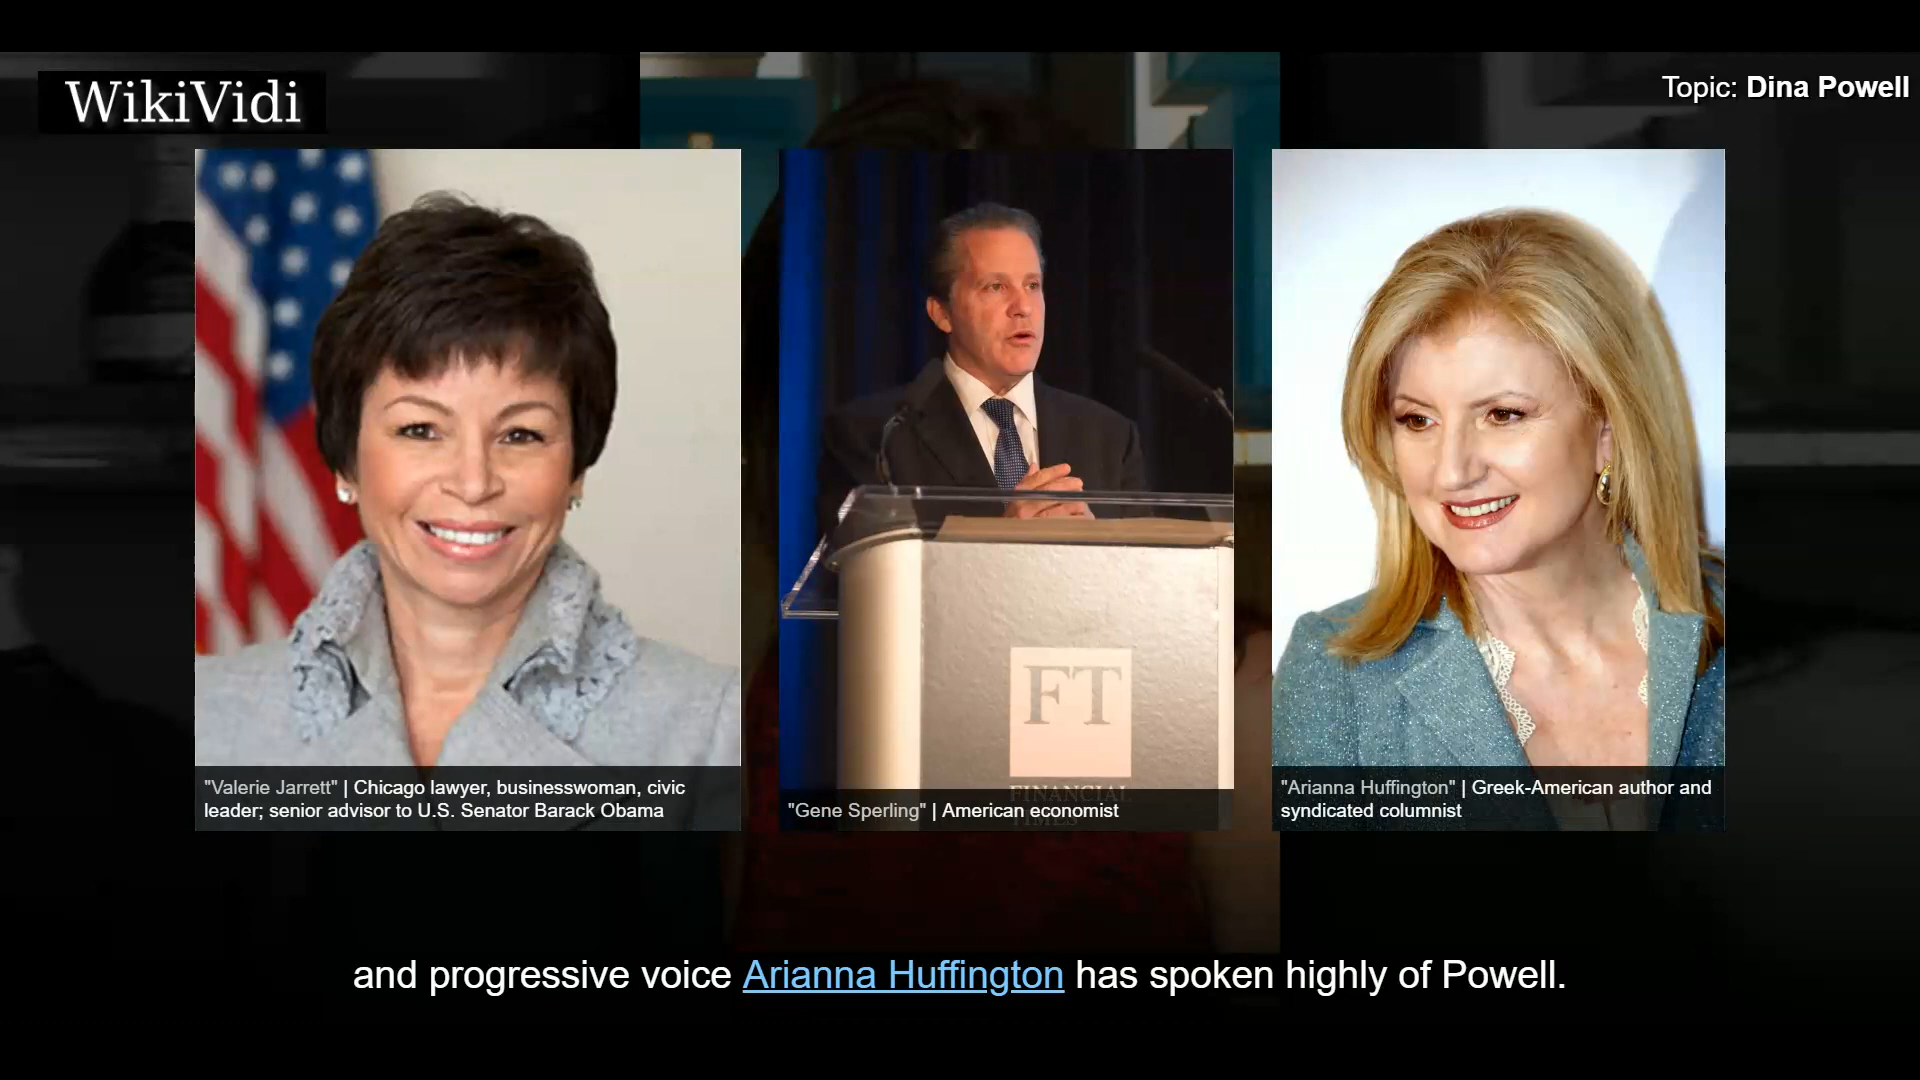 WikiVidi
Topic: Dina Powell
FT
FINANCIAL
TIMES
"Valerie Jarrett" | Chicago lawyer, businesswoman, civic
leader; senior advisor to U.S. Senator Barack Obama
"Gene Sperling" | American economist
"Arianna Huffington" | Greek-American author and
syndicated columnist
and progressive voice Arianna Huffington has spoken highly of Powell.